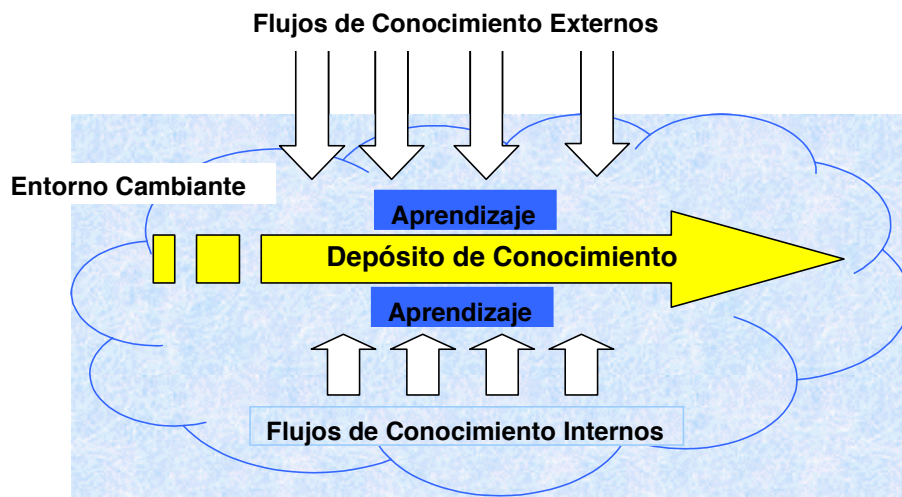 Flujos de Conocimiento Externos
Entorno Cambiante
Aprendizaje
Depósito de Conocimiento
Aprendizaje
Flujos de Conocimiento Internos